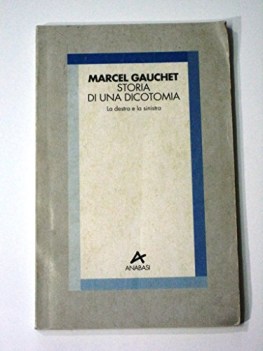 MARCEL GAUCHET
STORIA
DI UNA DICOTOMIA
La destra e la sinistra
ANABASI